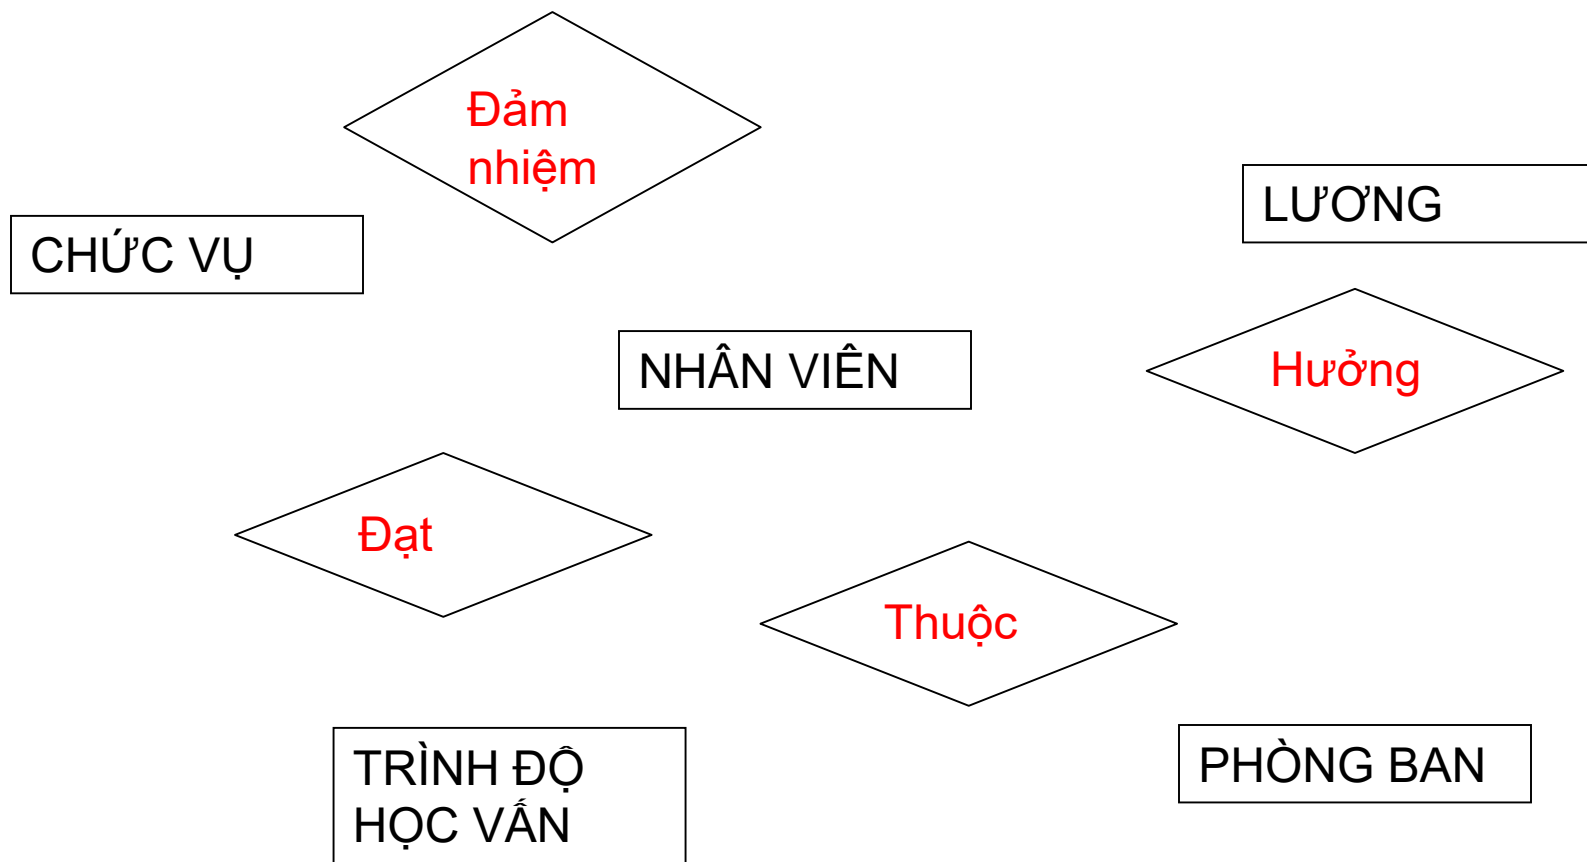 Đảm
nhiệm
LƯƠNG
CHỨC VỤ
NHÂN VIÊN
Hưởng
Đạt
Thuộc
TRÌNH ĐỘ
HỌC VẤN
PHÒNG BAN